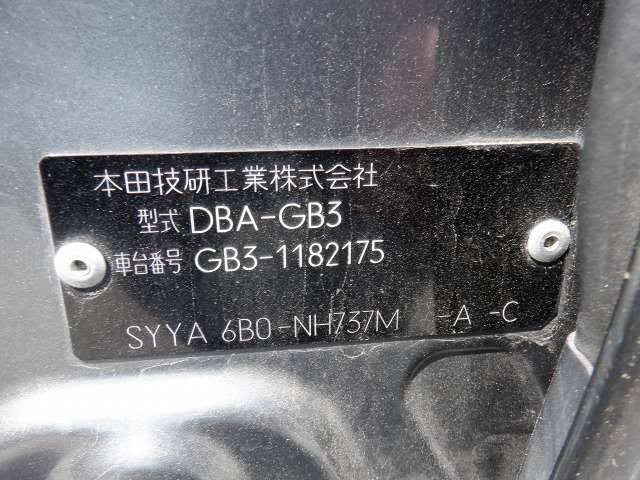 本田技研工業株式会社
型式 DBA-GB3
車台番号 GB3-1182175
SYYA 6B0-NH737M -A -C